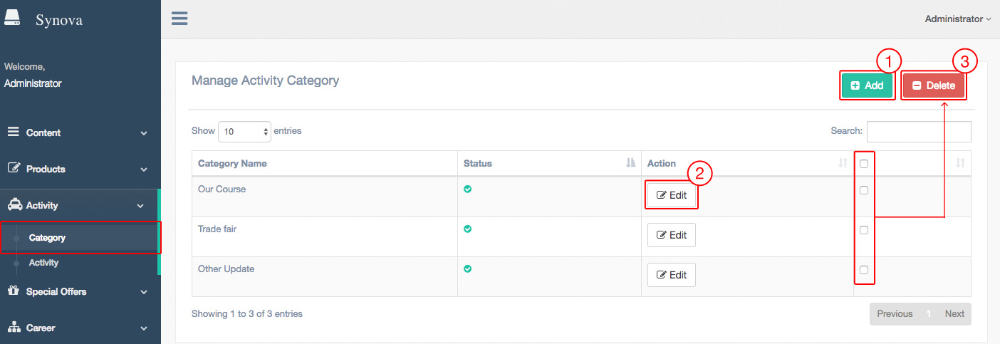 Synova
Administrator
Welcome,
Administrator
Content
Products
Activity
Category
Activity
Special Offers
Career
Manage Activity Category
1
Add
3
Delete
Show 10 entries
Search:
Category Name Status Action
2
Our Course Edit
Trade fair Edit
Other Update Edit
Showing 1 to 3 of 3 entries
Previous 1 Next